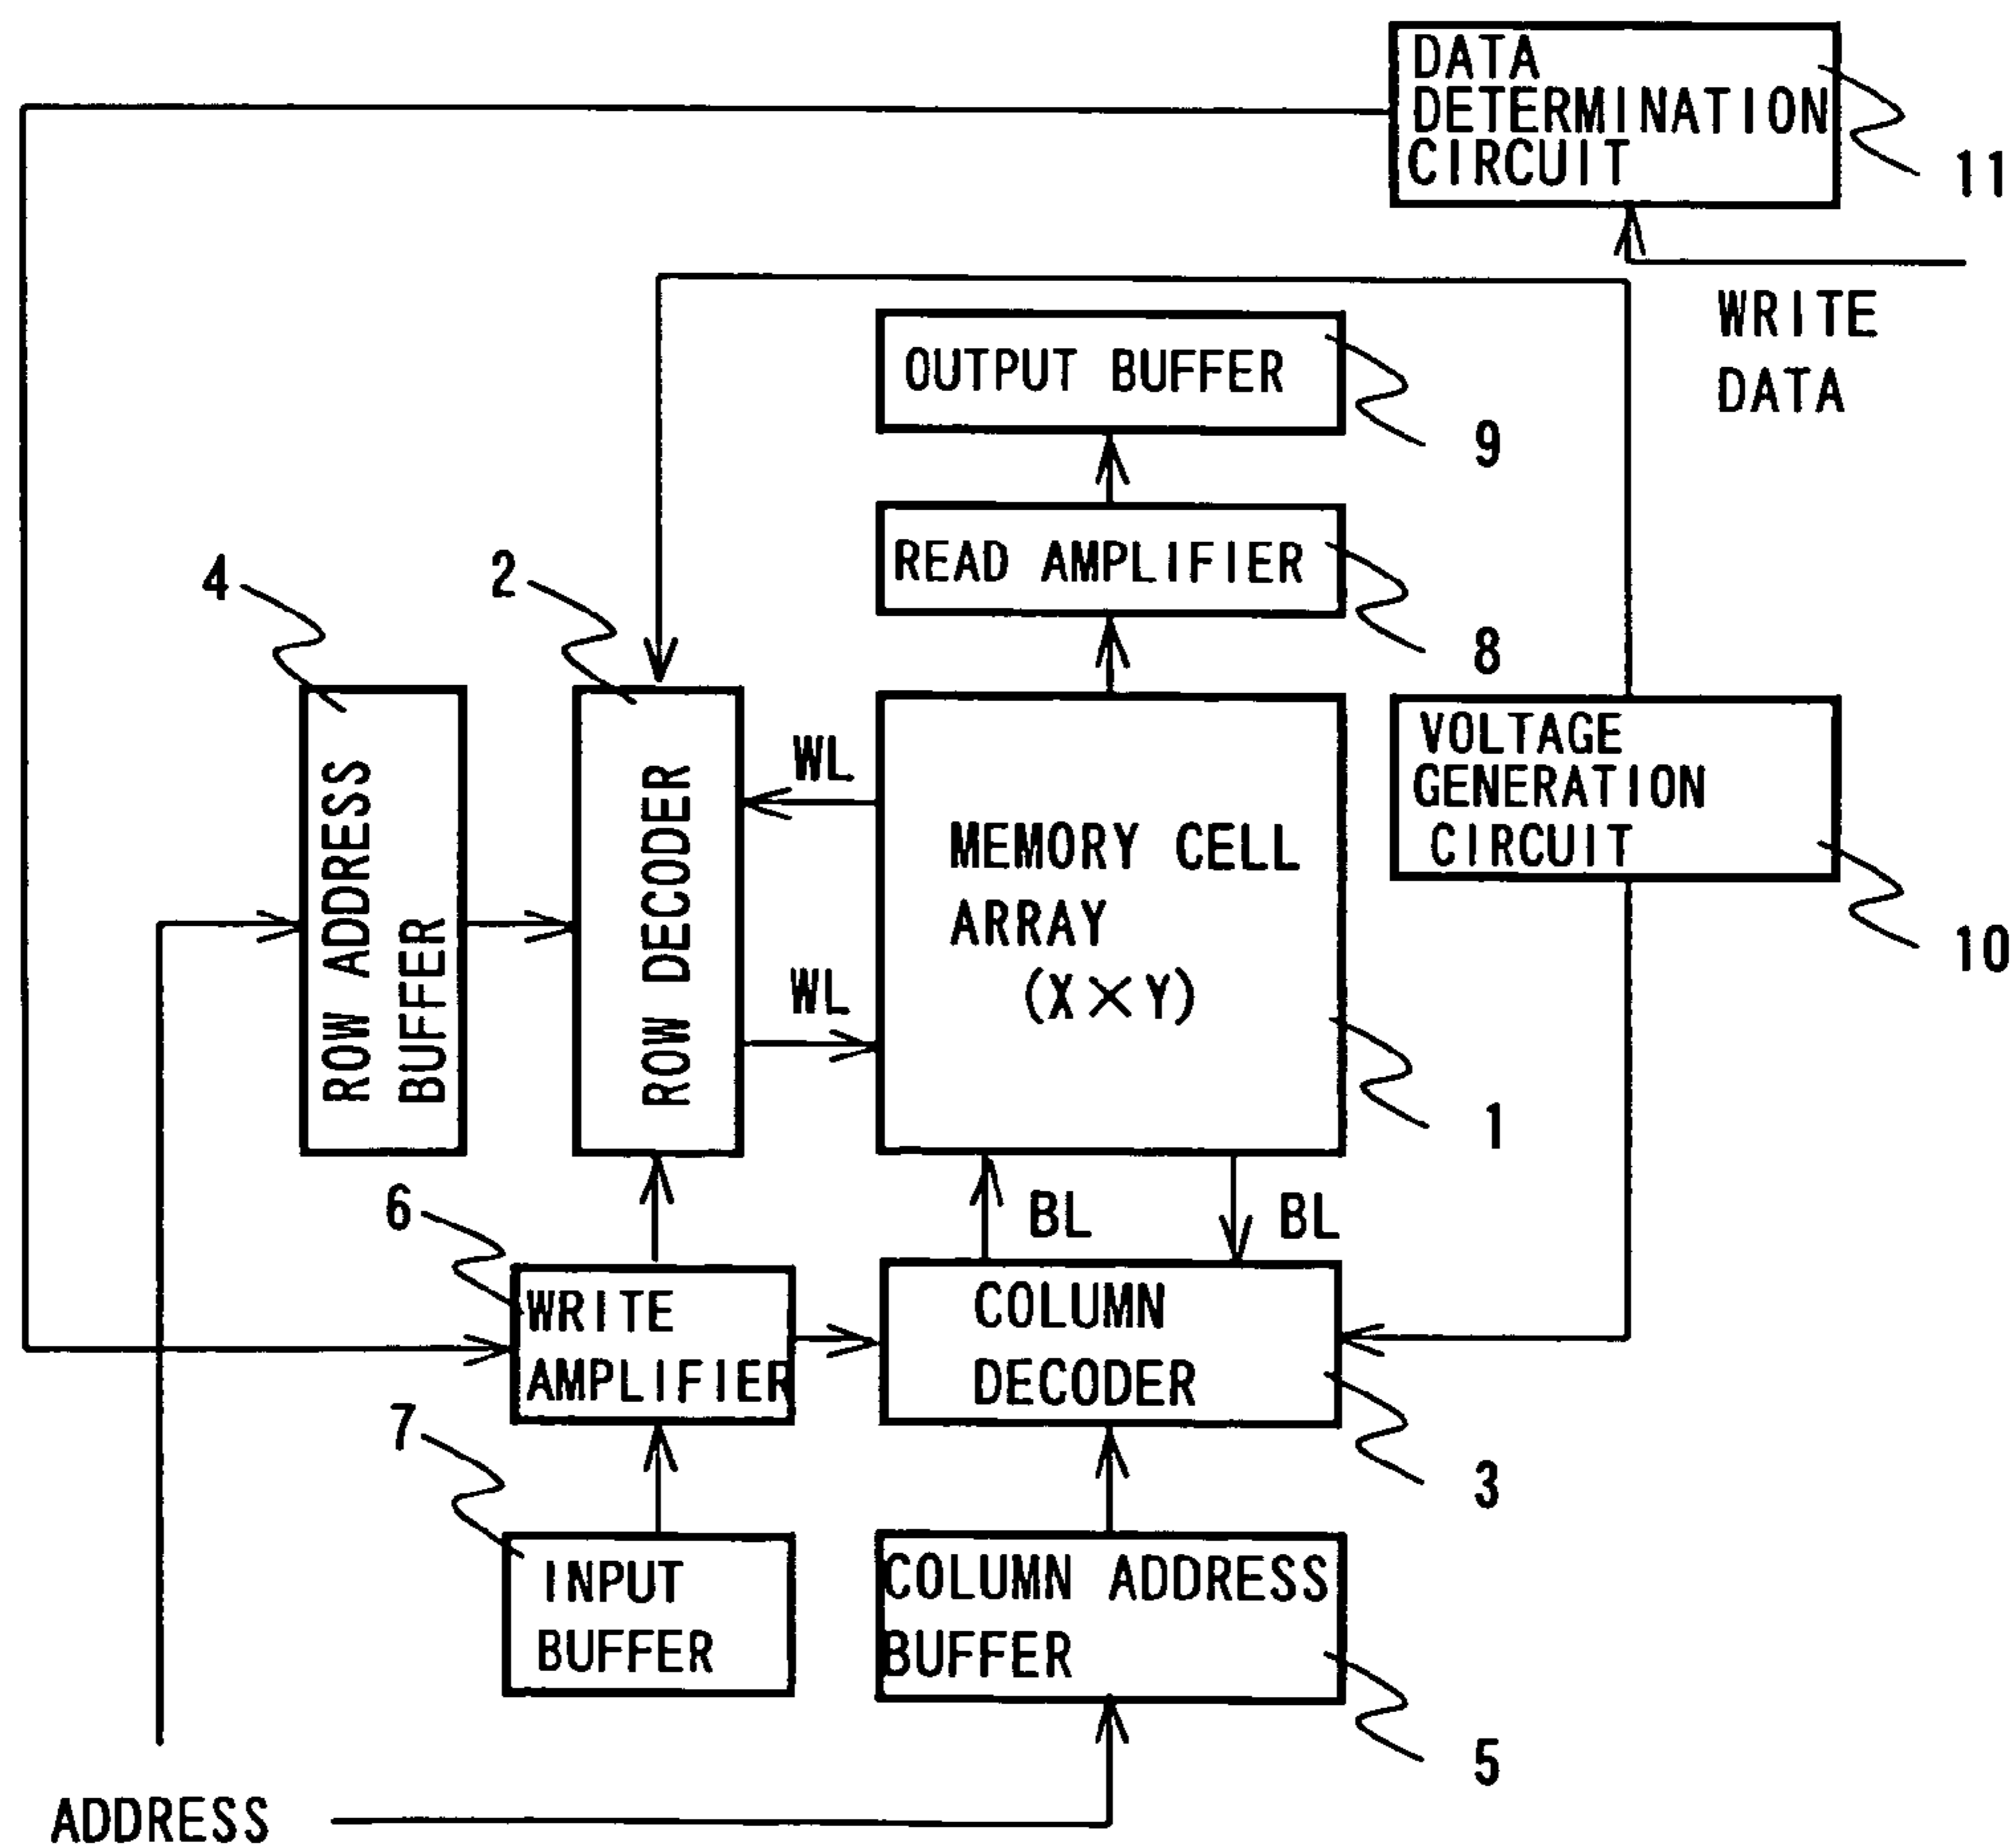 DATA
DETERMINATION
CIRCUIT
11
WRITE
DATA
OUTPUT BUFFER
9
READ AMPLIFIER
8
4
2
ROW ADDRESS
BUFFER
ROW DECODER
WL
WL
MEMORY CELL
ARRAY
(X×Y)
1
VOLTAGE
GENERATION
CIRCUIT
10
BL
BL
6
WRITE
AMPLIFIER
COLUMN
DECODER
3
7
INPUT
BUFFER
COLUMN ADDRESS
BUFFER
5
ADDRESS